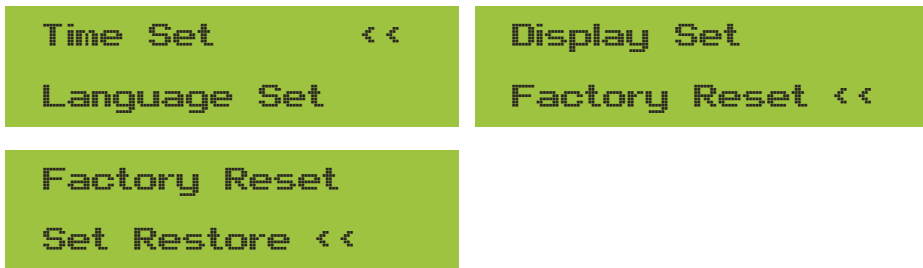 Time Set <<
Language Set
Display Set
Factory Reset <<
Factory Reset
Set Restore <<